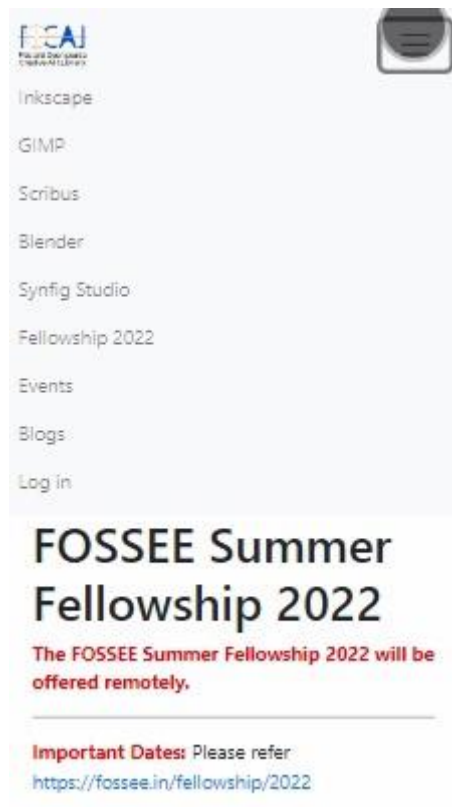 Inkscape
GIMP
Scribus
Blender
Synfig Studio
Fellowship 2022
Events
Blogs
Log in
FOSSEE Summer
Fellowship 2022
The FOSSEE Summer Fellowship 2022 will be
offered remotely.
Important Dates: Please refer
https://fossee.in/fellowship/2022